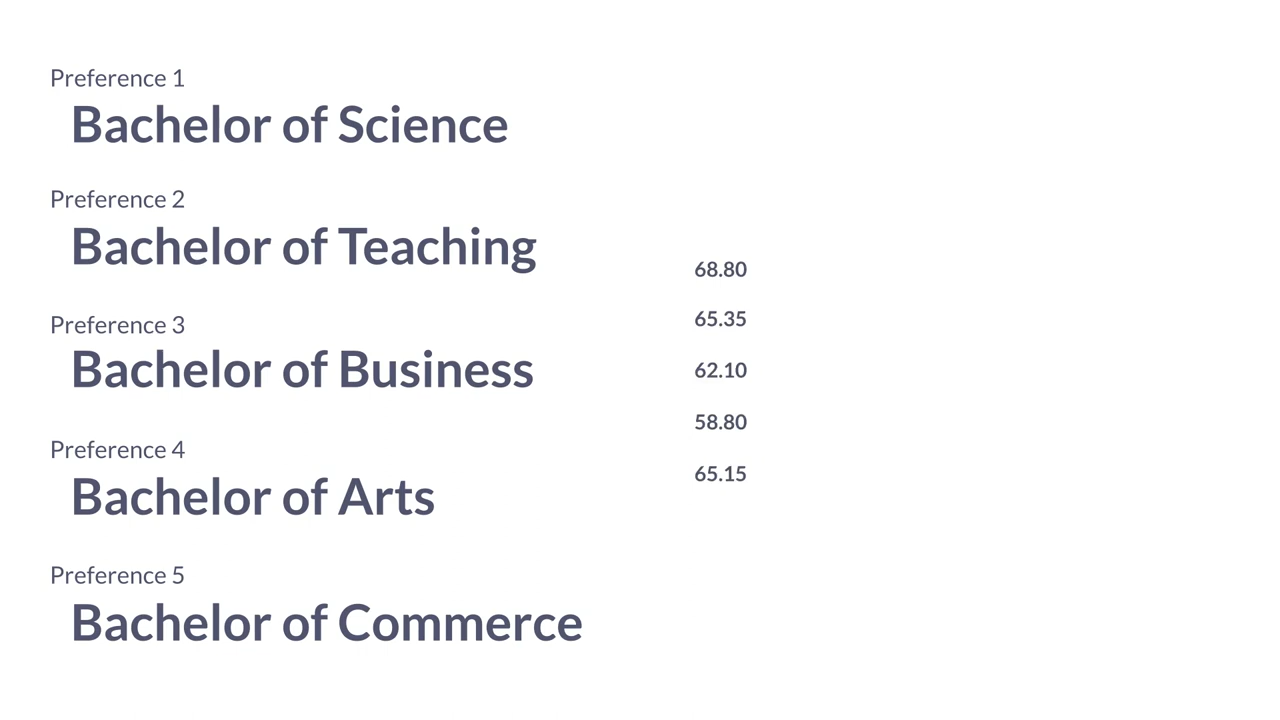 Preference 1
Bachelor of Science
Preference 2
Bachelor of Teaching
Preference 3
Bachelor of Business
Preference 4
Bachelor of Arts
Preference 5
Bachelor of Commerce
68.80
65.35
62.10
58.80
65.15